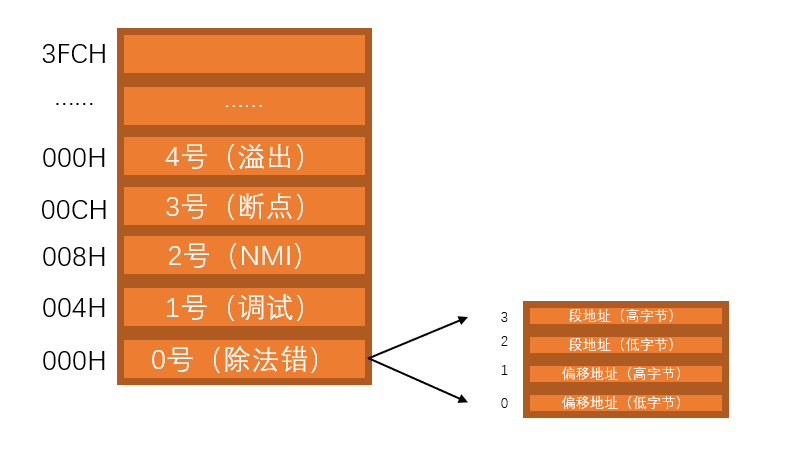 3FCH
…… ……
000H 4号（溢出）
00CH 3号（断点）
008H 2号（NMI）
004H 1号（调试）
000H 0号（除法错）
3 段地址（高字节）
2 段地址（低字节）
1 偏移地址（高字节）
0 偏移地址（低字节）